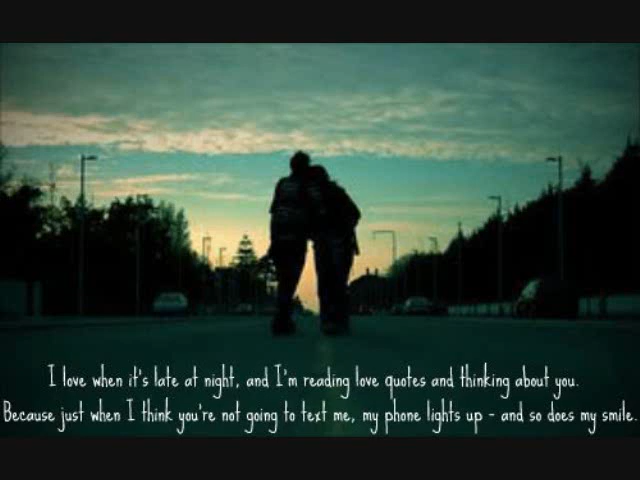 I love when it's late at night, and I'm reading love quotes and thinking about you.
Because just when I think you're not going to text me, my phone lights up - and so does my smile.